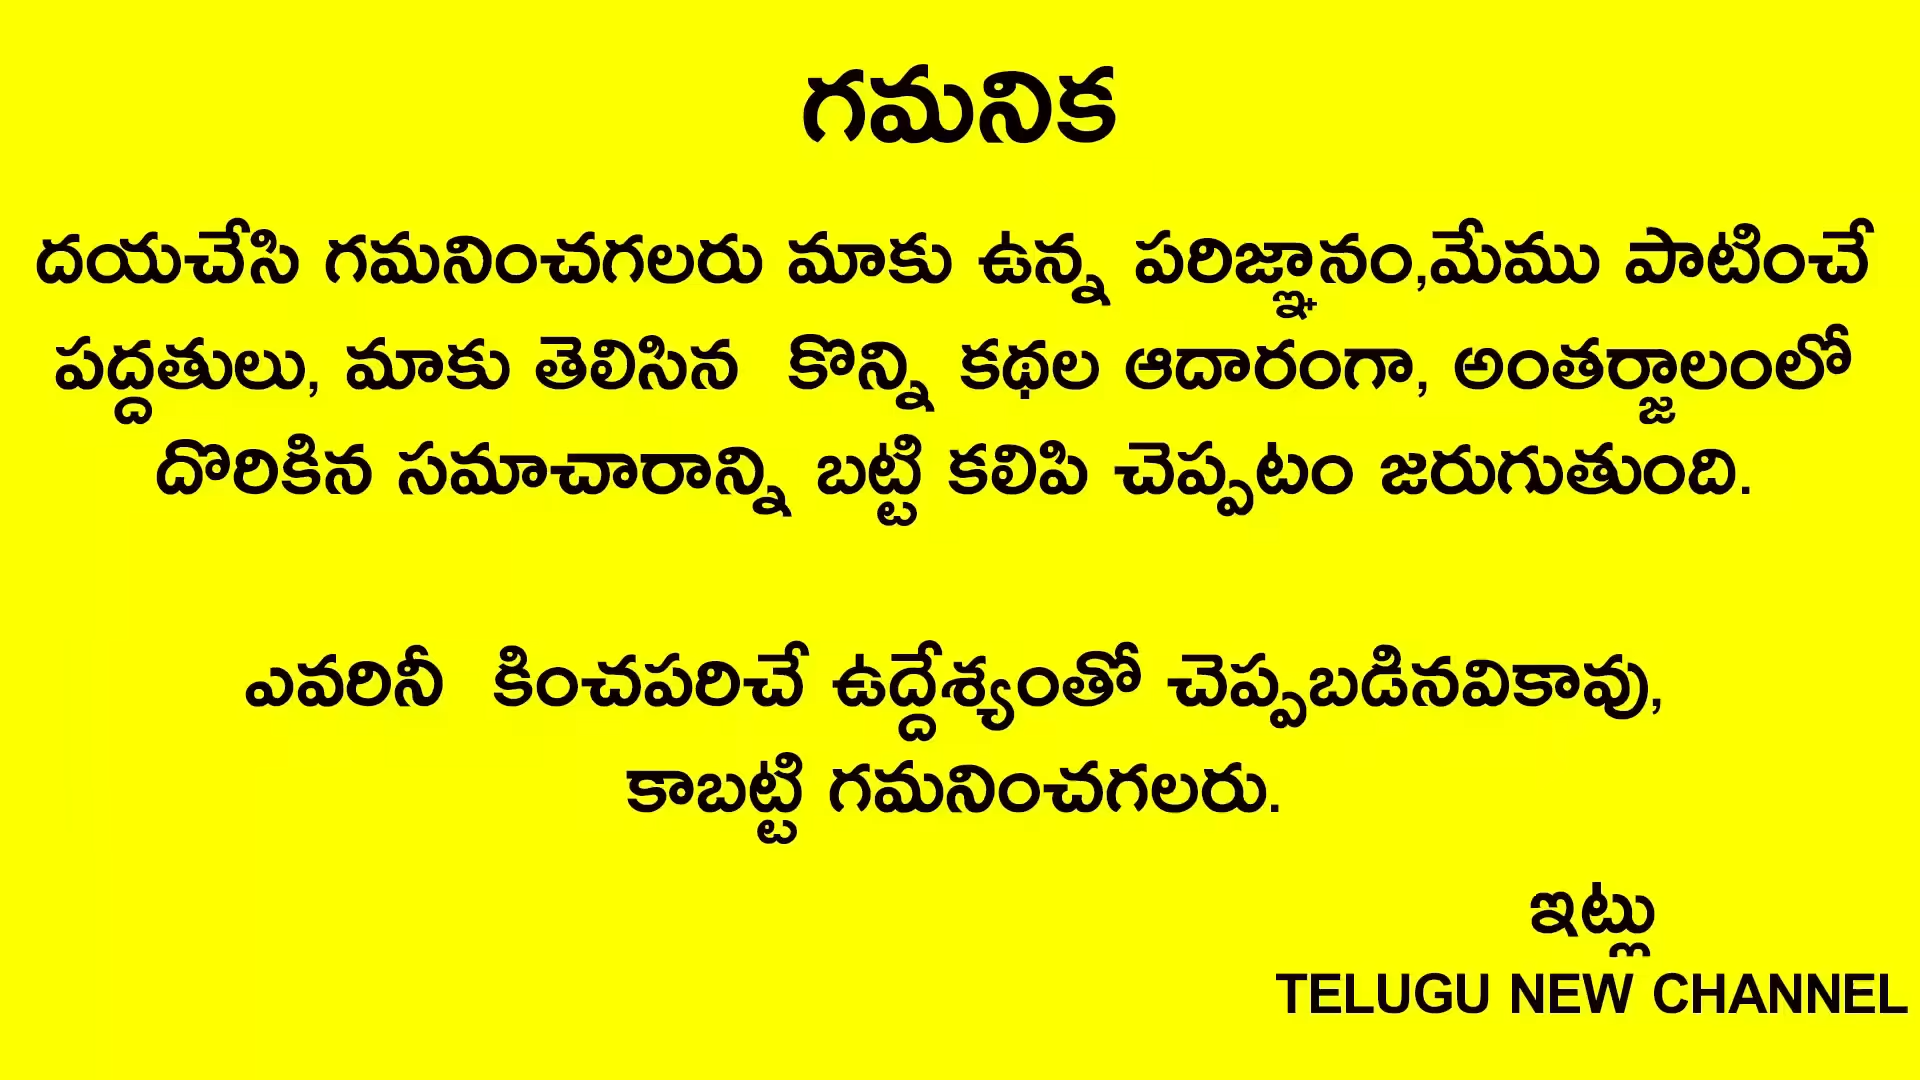 గమనిక
దయచేసి గమనించగలరు మాకు ఉన్న పరిజ్ఞానం,మేము పాటించే
పద్దతులు, మాకు తెలిసిన కొన్ని కథల ఆదారంగా, అంతర్జాలంలో
దొరికిన సమాచారాన్ని బట్టి కలిపి చెప్పటం జరుగుతుంది.
ఎవరినీ కించపరిచే ఉద్దేశ్యంతో చెప్పబడినవికావు,
కాబట్టి గమనించగలరు.
ఇట్లు
TELUGU NEW CHANNEL